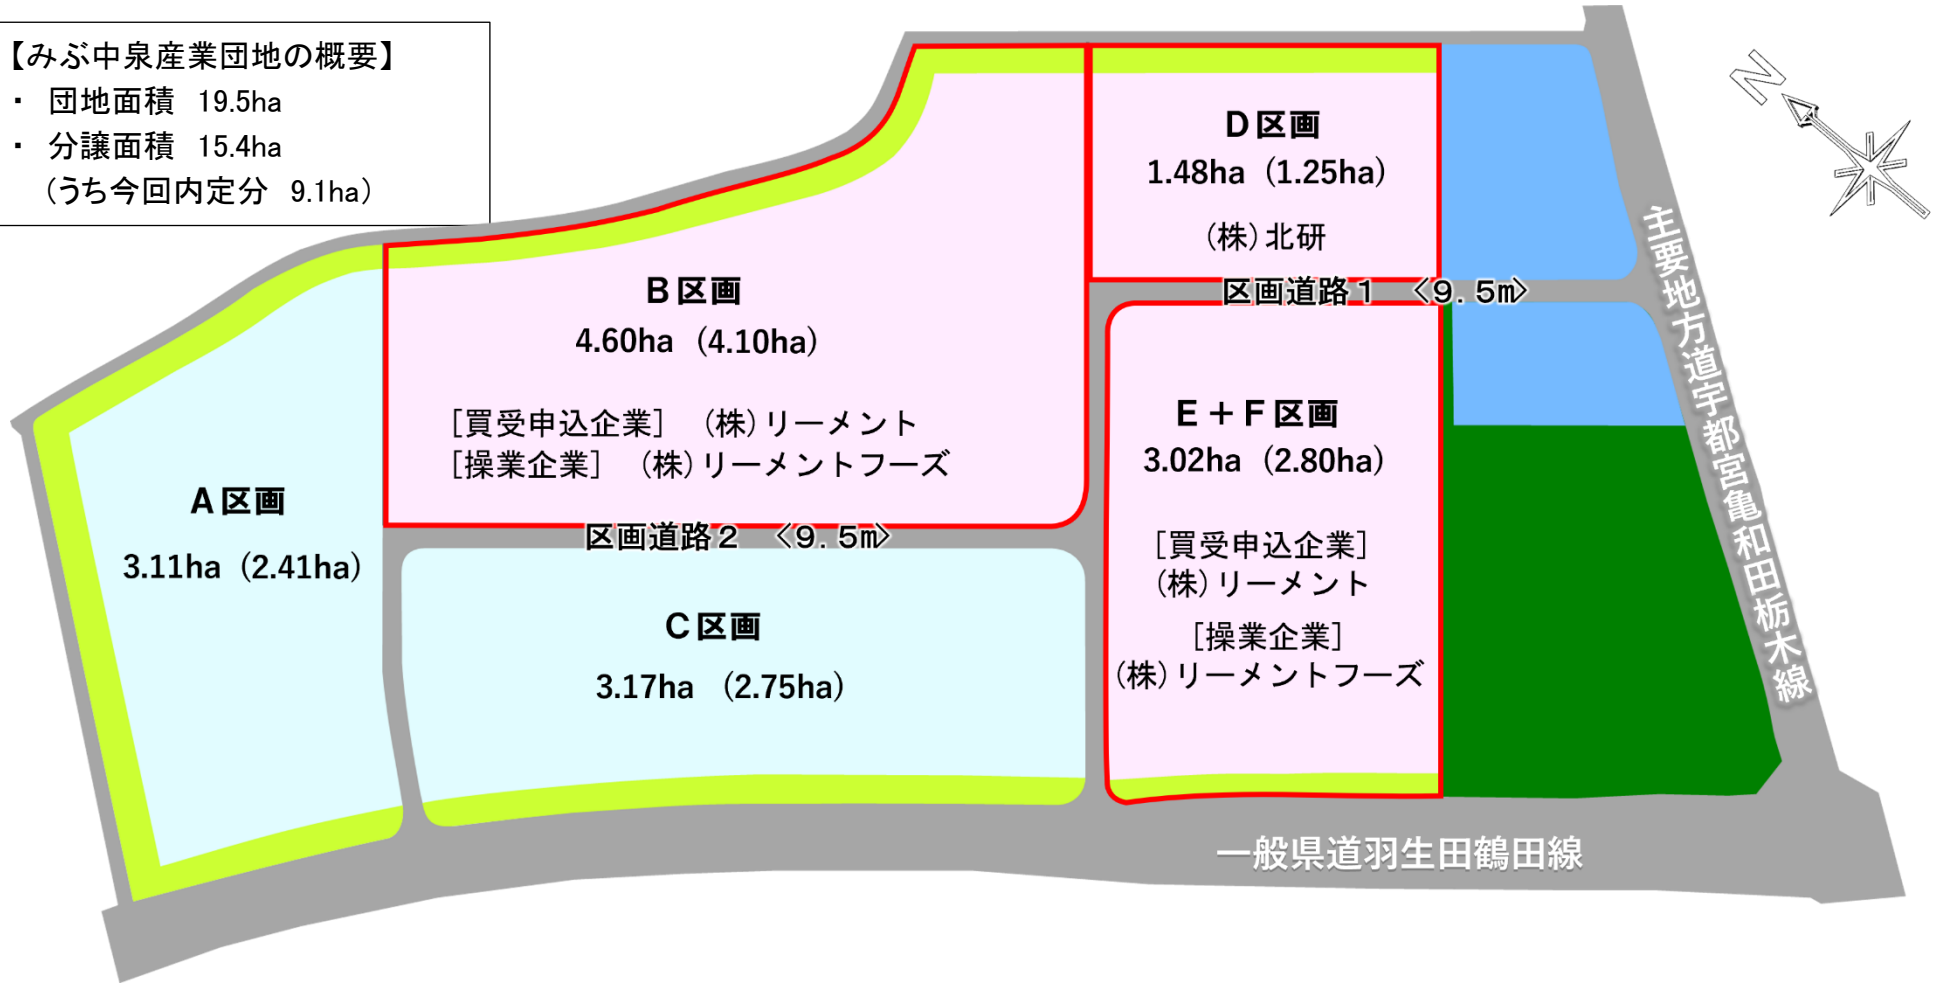 【みぶ中泉産業団地の概要】
・ 団地面積 19.5ha
・ 分譲面積 15.4ha
(うち今回内定分 9.1ha)
N
D区画
1.48ha (1.25ha)
(株)北研
区画道路1 <9.5m>
B区画
4.60ha (4.10ha)
[買受申込企業] (株)リーメント
[操業企業] (株)リーメントフーズ
区画道路2 <9.5m>
A区画
3.11ha (2.41ha)
C区画
3.17ha (2.75ha)
E+F区画
3.02ha (2.80ha)
[買受申込企業]
(株)リーメント
[操業企業]
(株)リーメントフーズ
主要地方道宇都宮亀和田栃木線
一般県道羽生田鶴田線